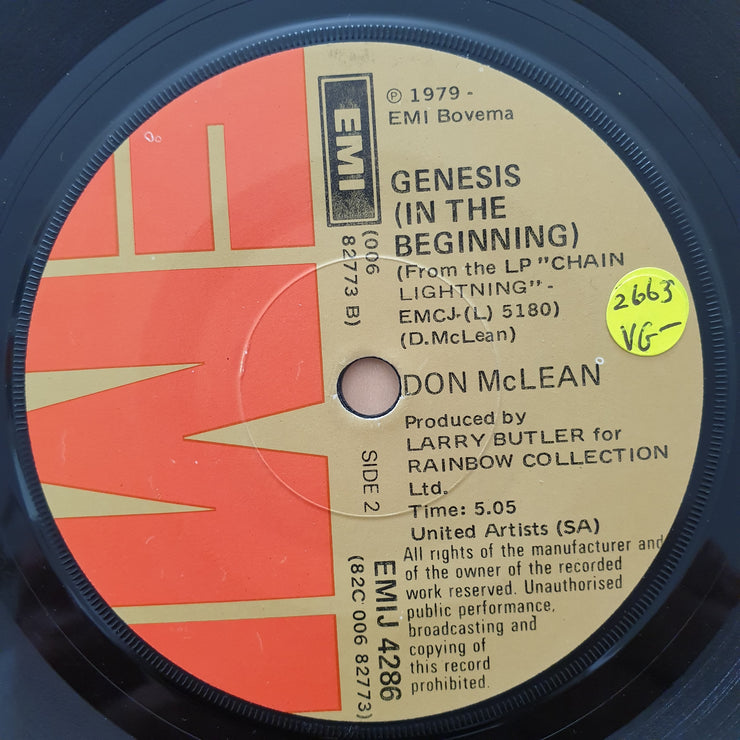 EMI
℗ 1979 -
EMI Bovema
GENESIS
(IN THE
BEGINNING)
(From the LP "CHAIN
LIGHTNING" -
EMCJ-(L) 5180)
(D.McLean)
(006
82773 B)
2663
VG-
DON McLEAN
Produced by
LARRY BUTLER for
RAINBOW COLLECTION
Ltd.
Time: 5.05
United Artists (SA)
SIDE 2
EMIJ 4286
(82C 006 82773)
All rights of the manufacturer and
of the owner of the recorded
work reserved. Unauthorised
public performance,
broadcasting and
copying of
this record
prohibited.
EMI